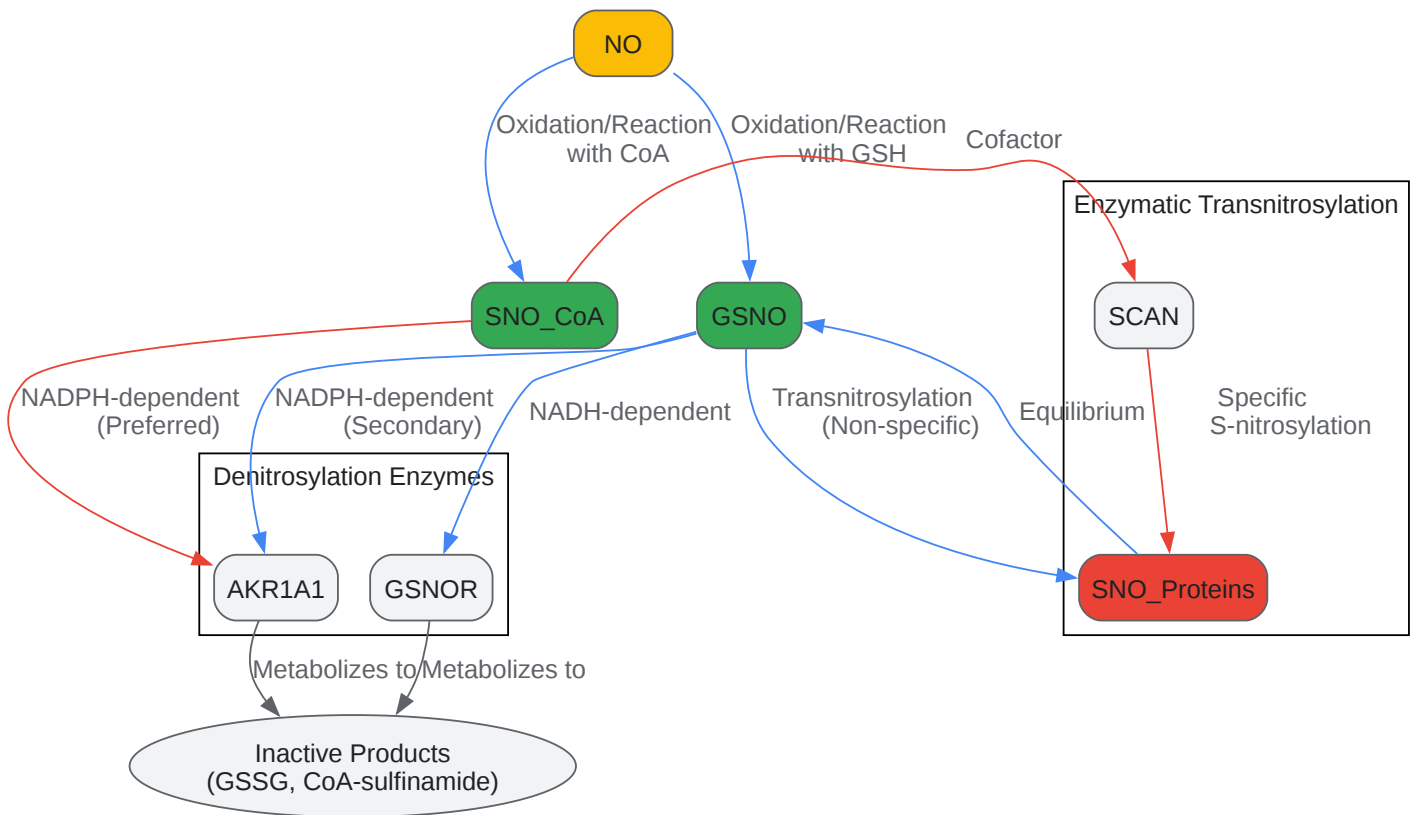 NO
Oxidation/Reaction
with CoA
Oxidation/Reaction
with GSH
Cofactor
Enzymatic Transnitrosylation
SNO_CoA
GSNO
SCAN
NADPH-dependent
(Preferred)
NADPH-dependent
(Secondary)
NADH-dependent
Transnitrosylation
(Non-specific)
Equilibrium
Specific
S-nitrosylation
Denitrosylation Enzymes
AKR1A1
GSNOR
SNO_Proteins
Metabolizes to
Metabolizes to
Inactive Products
(GSSG, CoA-sulfinamide)